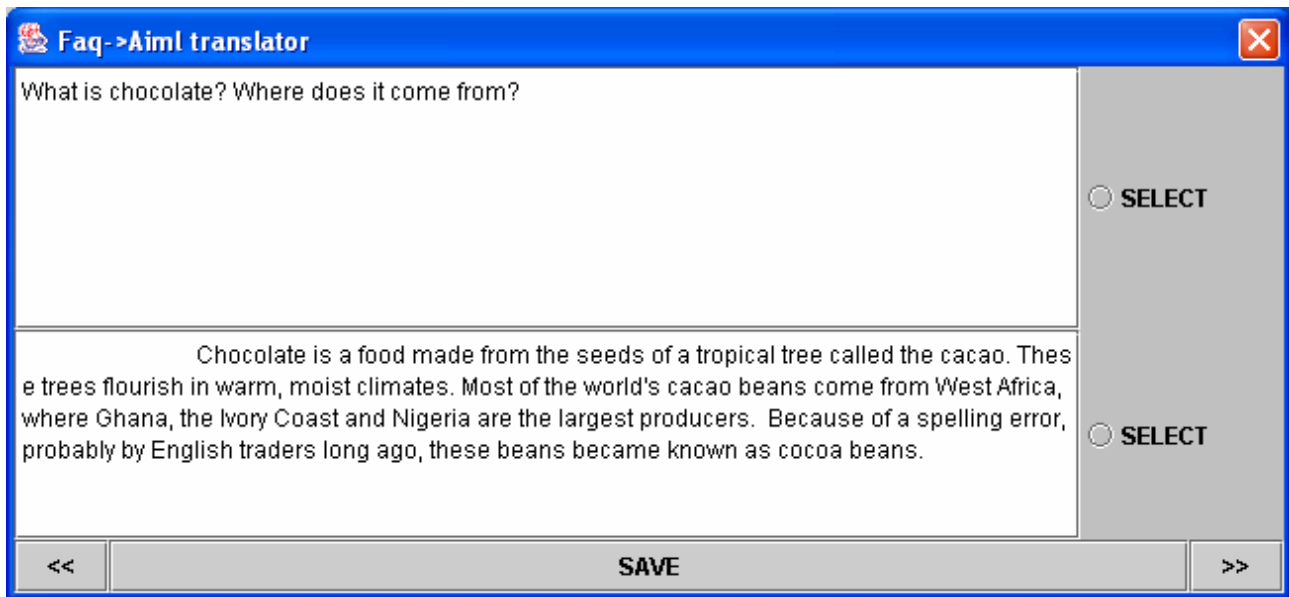 Faq->Aiml translator
What is chocolate? Where does it come from?
SELECT
Chocolate is a food made from the seeds of a tropical tree called the cacao. Thes
e trees flourish in warm, moist climates. Most of the world's cacao beans come from West Africa,
where Ghana, the Ivory Coast and Nigeria are the largest producers.  Because of a spelling error,
probably by English traders long ago, these beans became known as cocoa beans.
SELECT
<<
SAVE
>>